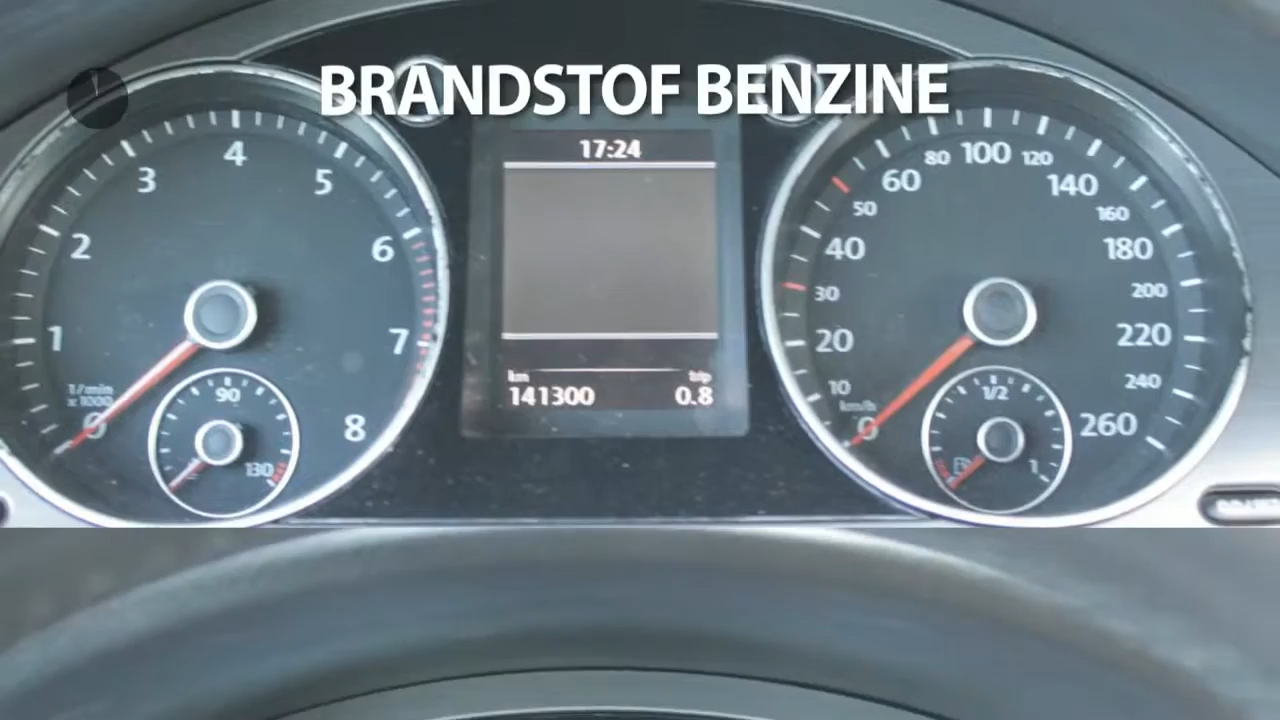 BRANDSTOF BENZINE
17:24
km trip
141300 0.8
1 2 3 4 5 6 7 8
1/min
x 1000
0
90
130
0 10 20 30 40 50 60 80 100 120 140 160 180 200 220 240 260
km/h
1/2
1